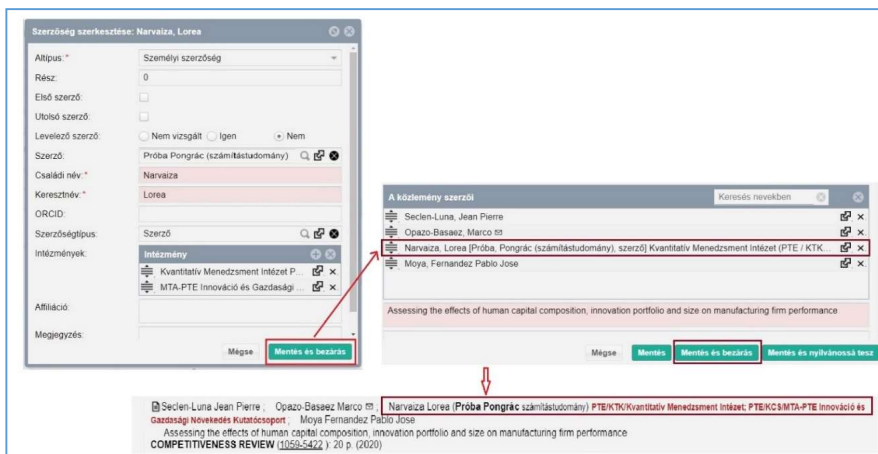 Szerzőség szerkesztése: Narvaiza, Lorea
Altípus:* Személyi szerzőség
Rész: 0
Első szerző:
Utolsó szerző:
Levelező szerző: Nem vizsgált Igen Nem
Szerző: Próba Pongrác (számítástudomány)
Családi név:* Narvaiza
Keresztnév:* Lorea
ORCID:
Szerzőségtípus: Szerző
Intézmények: Intézmény
Kvantitatív Menedzsment Intézet P...
MTA-PTE Innováció és Gazdasági ...
Affiliáció:
Megjegyzés:
Mégse Mentés és bezárás
A közlemény szerzői Keresés nevekben
Seclen-Luna, Jean Pierre
Opazo-Basaez, Marco
Narvaiza, Lorea [Próba, Pongrác (számítástudomány), szerző] Kvantitatív Menedzsment Intézet (PTE / KTK...
Moya, Fernandez Pablo Jose
Assessing the effects of human capital composition, innovation portfolio and size on manufacturing firm performance
Mégse Mentés Mentés és bezárás Mentés és nyilvánossá tesz
Seclen-Luna Jean Pierre ; Opazo-Basaez Marco ; Narvaiza Lorea (Próba Pongrác számítástudomány) PTE/KTK/Kvantitatív Menedzsment Intézet; PTE/KCS/MTA-PTE Innováció és
Gazdasági Növekedés Kutatócsoport ; Moya Fernandez Pablo Jose
Assessing the effects of human capital composition, innovation portfolio and size on manufacturing firm performance
COMPETITIVENESS REVIEW (1059-5422 ): 20 p. (2020)